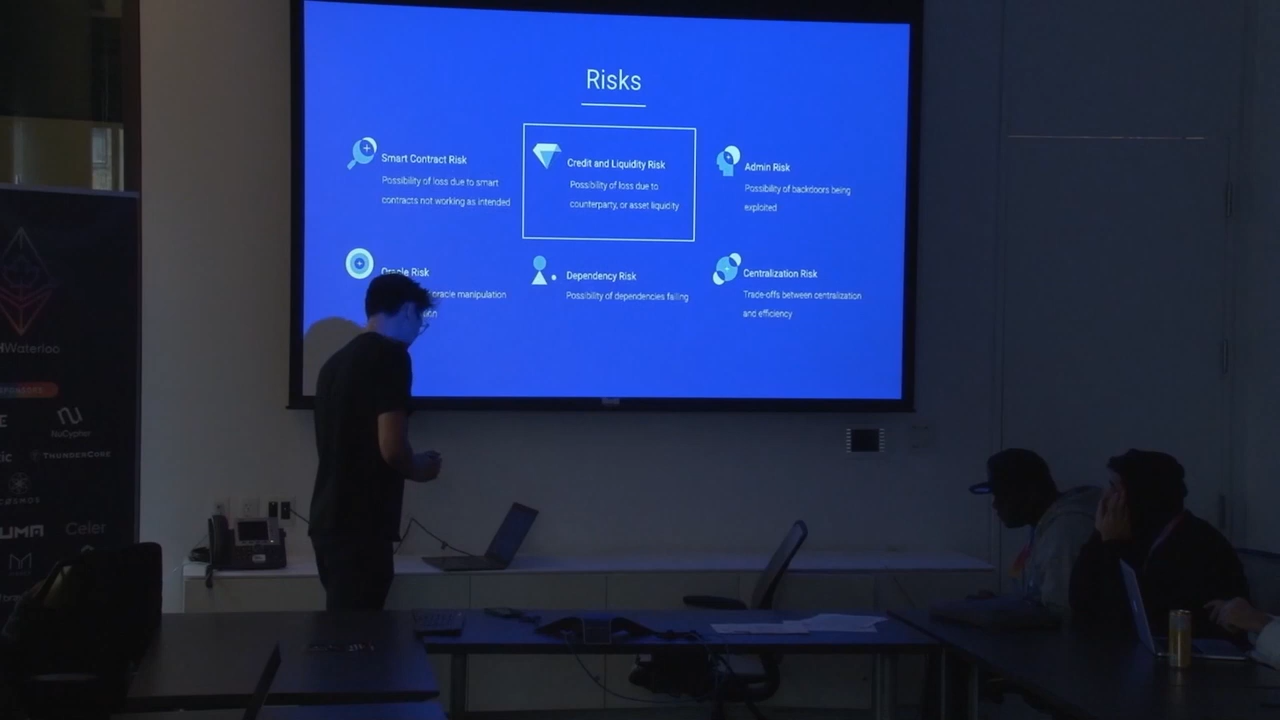 Risks
Smart Contract Risk
Possibility of loss due to smart
contracts not working as intended
Credit and Liquidity Risk
Possibility of loss due to
counterparty, or asset liquidity
Admin Risk
Possibility of backdoors being
exploited
Oracle Risk
oracle manipulation
Dependency Risk
Possibility of dependencies failing
Centralization Risk
Trade-offs between centralization
and efficiency
HWaterloo
NuCypher
tic THUNDERCORE
COSMOS
UMA Celer